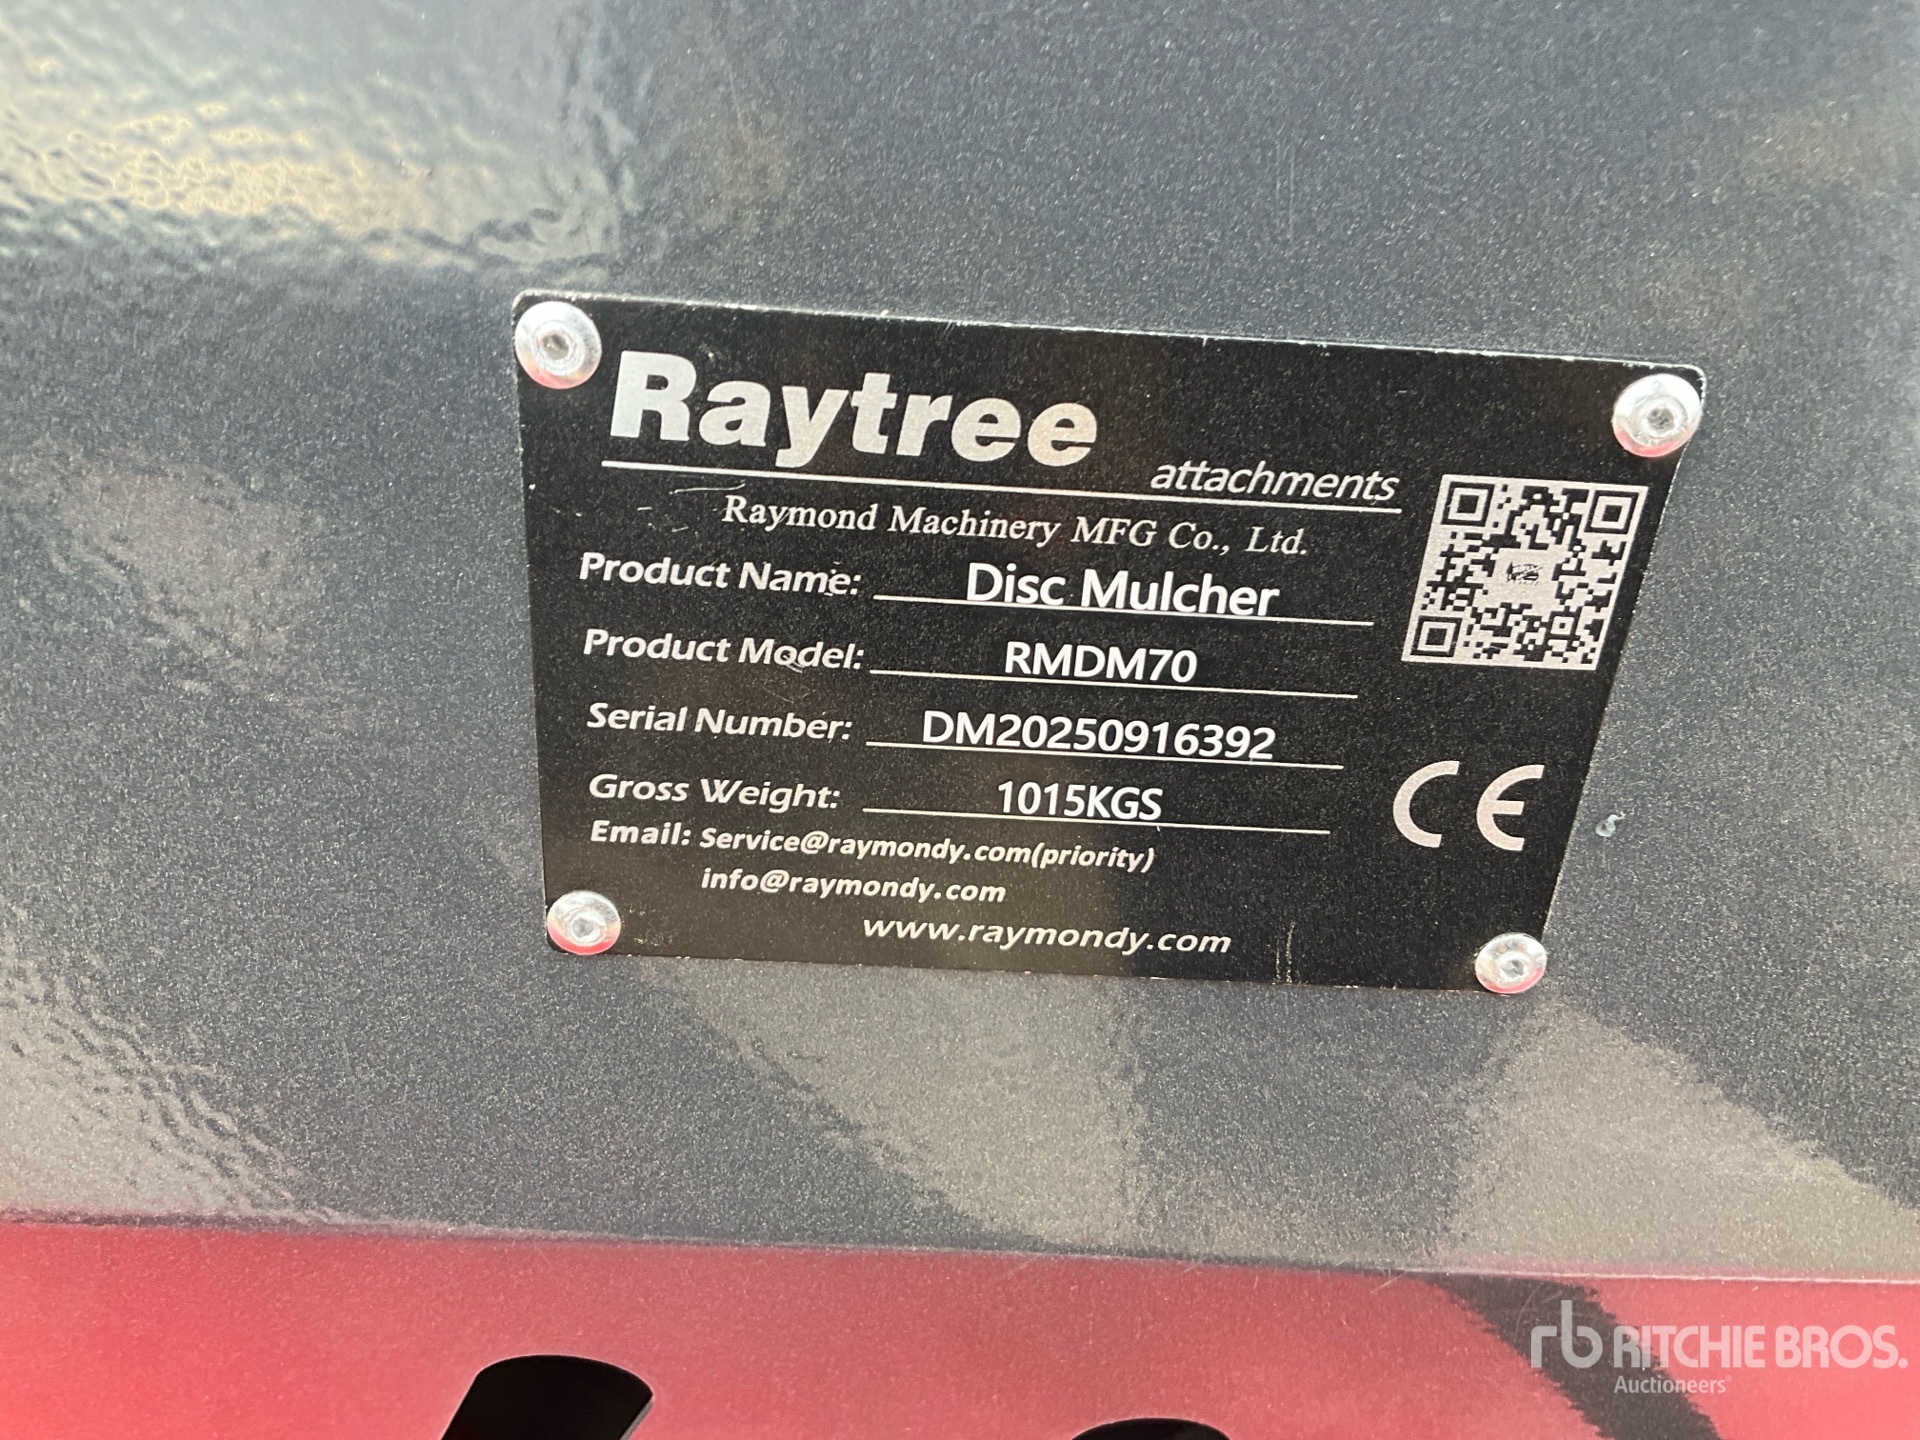 Raytree
attachments
Raymond Machinery MFG Co., Ltd.
Product Name: Disc Mulcher
Product Model: RMDM70
Serial Number: DM20250916392
Gross Weight: 1015KGS
Email: Service@raymondy.com(priority)
info@raymondy.com
www.raymondy.com
CE
rb RITCHIE BROS.
Auctioneers